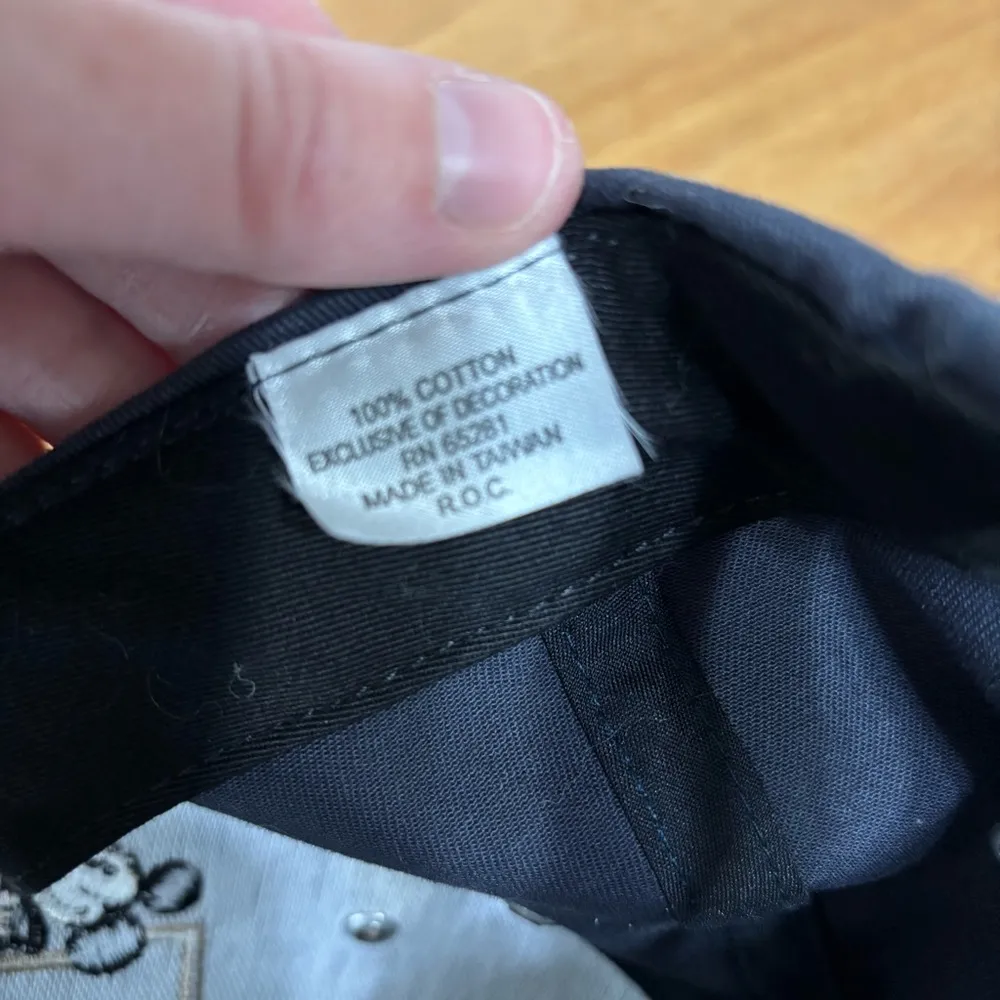 100% COTTON
EXCLUSIVE OF DECORATION
RN 65281
MADE IN TAIWAN
R.O.C.